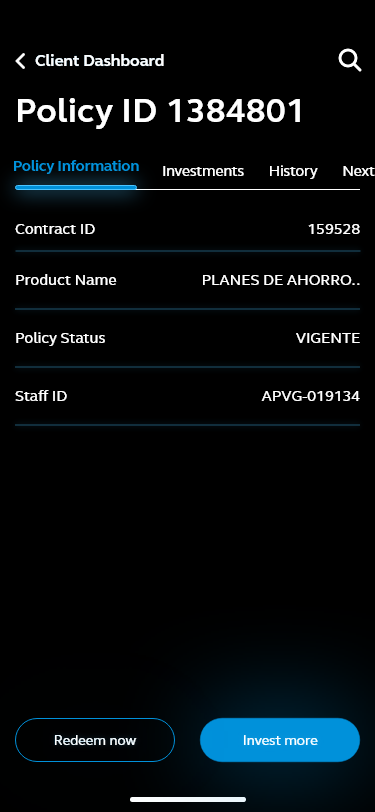 Client Dashboard
Policy ID 1384801
Policy Information Investments History Next
Contract ID 159528
Product Name PLANES DE AHORRO..
Policy Status VIGENTE
Staff ID APVG-019134
Redeem now Invest more